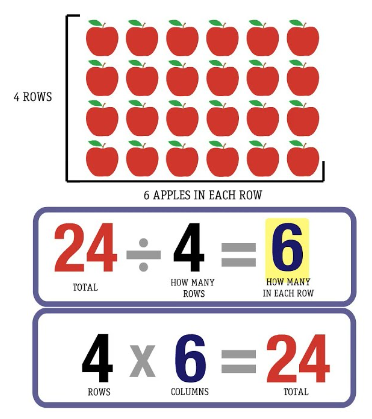 4 ROWS
6 APPLES IN EACH ROW
24 ÷ 4 = 6
TOTAL
HOW MANY
ROWS
HOW MANY
IN EACH ROW
4 x 6 = 24
ROWS
COLUMNS
TOTAL